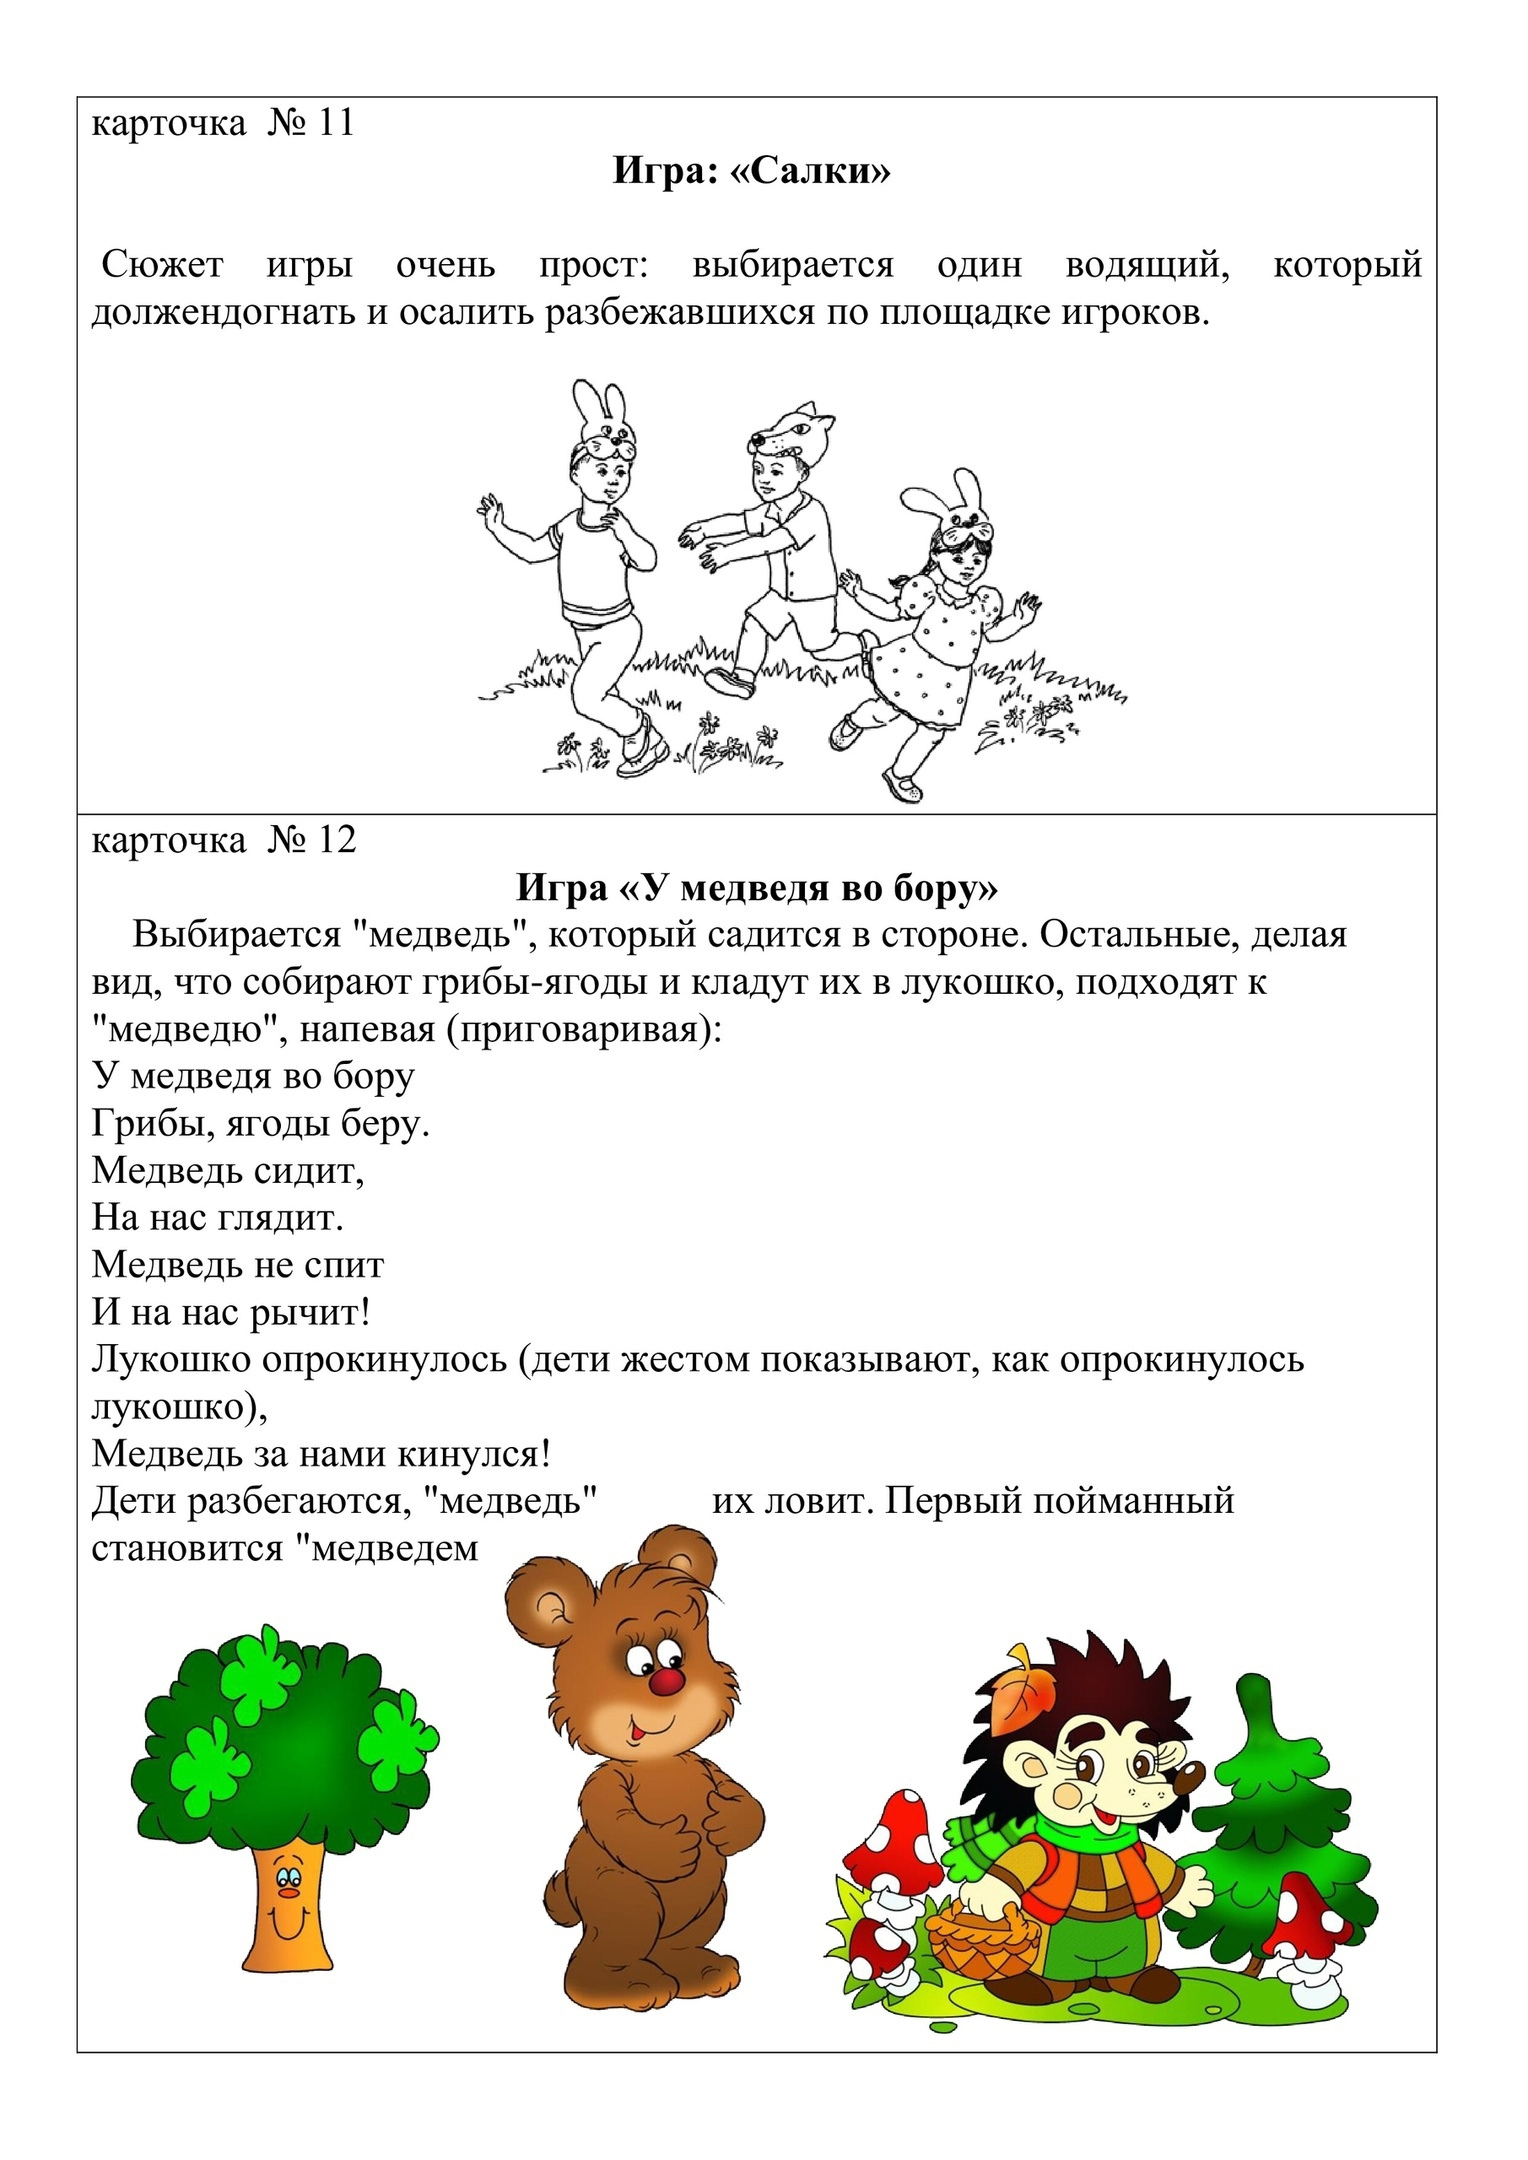 карточка № 11
Игра: «Салки»
Сюжет игры очень прост: выбирается один водящий, который
должендогнать и осалить разбежавшихся по площадке игроков.
карточка № 12
Игра «У медведя во бору»
Выбирается "медведь", который садится в стороне. Остальные, делая
вид, что собирают грибы-ягоды и кладут их в лукошко, подходят к
"медведю", напевая (приговаривая):
У медведя во бору
Грибы, ягоды беру.
Медведь сидит,
На нас глядит.
Медведь не спит
И на нас рычит!
Лукошко опрокинулось (дети жестом показывают, как опрокинулось
лукошко),
Медведь за нами кинулся!
Дети разбегаются, "медведь" их ловит. Первый пойманный
становится "медведем